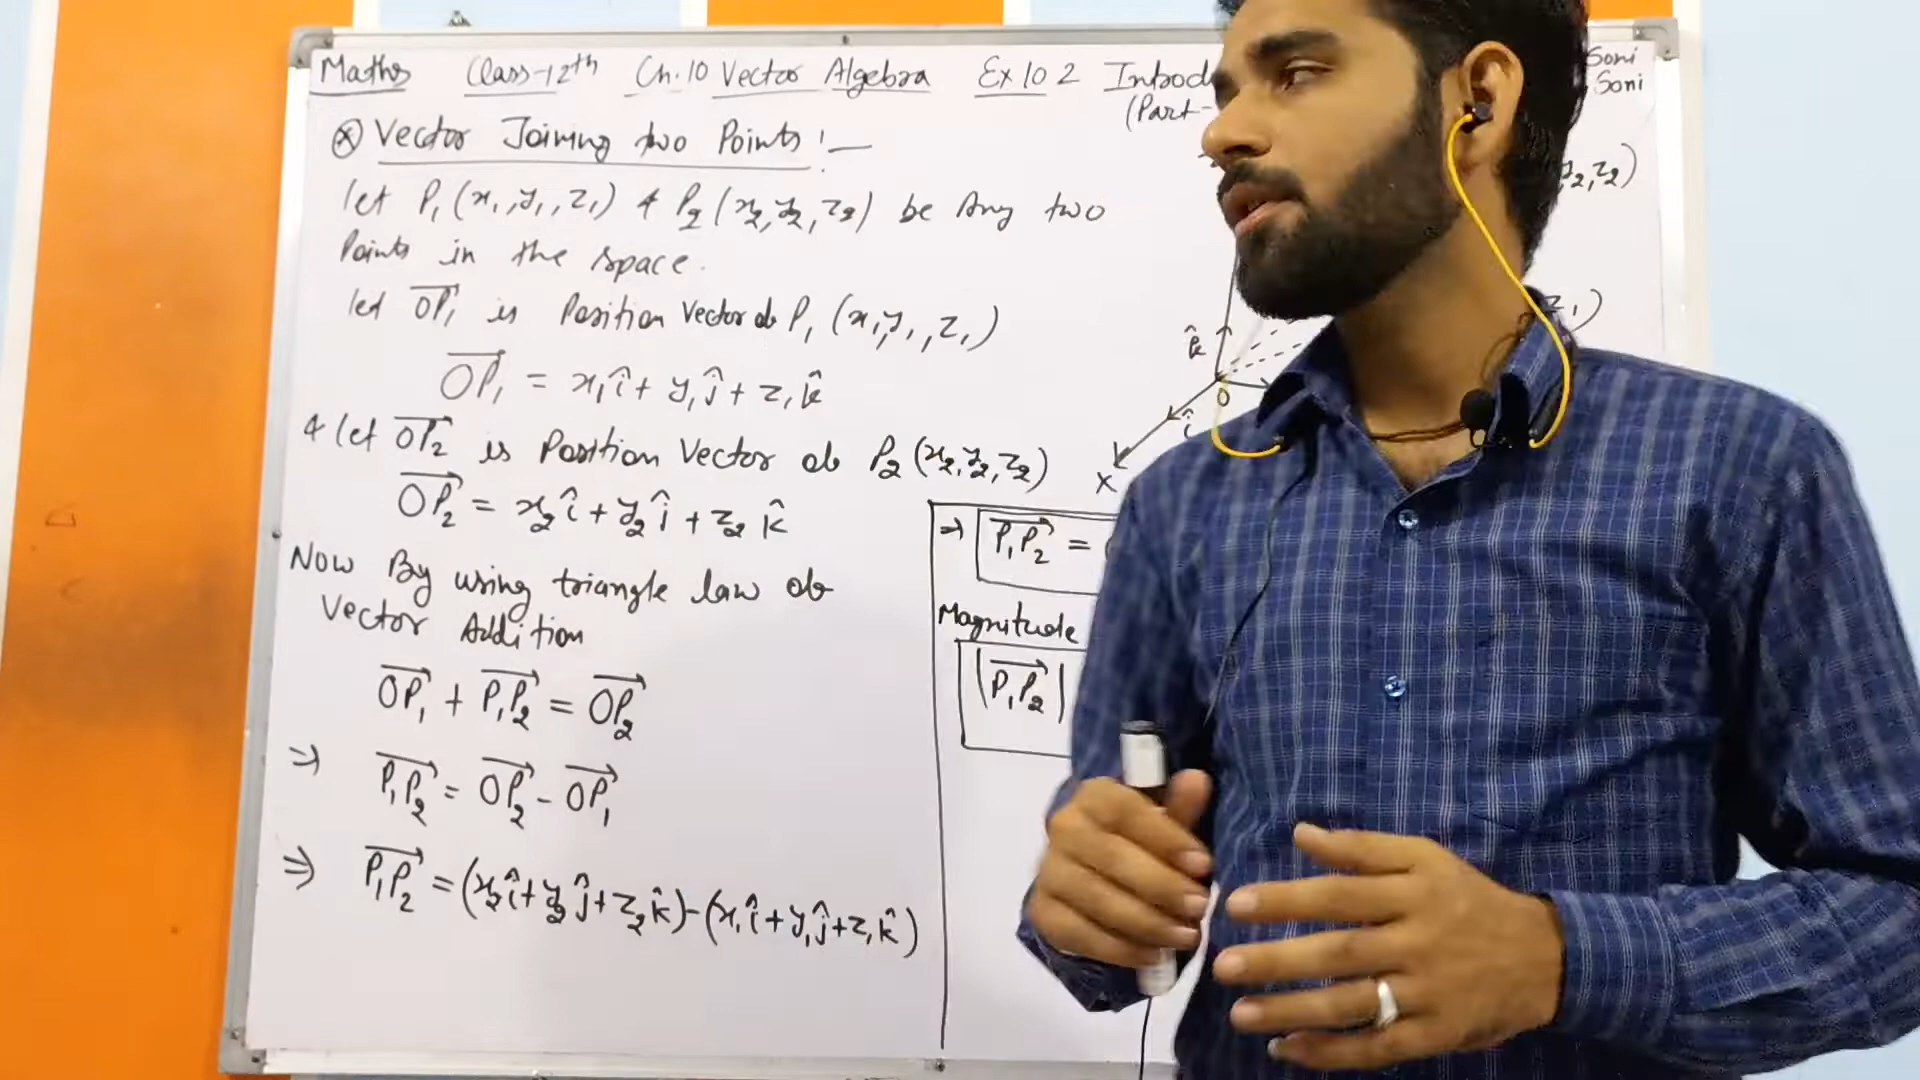 Maths Class-12th Ch.10 Vector Algebra Ex 10.2
(Part-
Soni
Soni
⊗ Vector Joining two Points :—
let P₁(x₁,y₁,z₁) & P₂(x₂,y₂,z₂) be Any two
Points in the space.
let →OP₁ is Position Vector of P₁ (x₁,y₁,z₁)
→OP₁ = x₁î + y₁ĵ + z₁k̂
& let →OP₂ is Position Vector of P₂(x₂,y₂,z₂)
→OP₂ = x₂î + y₂ĵ + z₂k̂
Now By using triangle law of
Vector Addition
→OP₁ + →P₁P₂ = →OP₂
⇒ →P₁P₂ = →OP₂ - →OP₁
⇒ →P₁P₂ = (x₂î+y₂ĵ+z₂k̂)-(x₁î+y₁ĵ+z₁k̂)
y₂,z₂)
z₁)
k̂
O
î
X
⇒ →P₁P₂ =
Magnitude
|→P₁P₂|